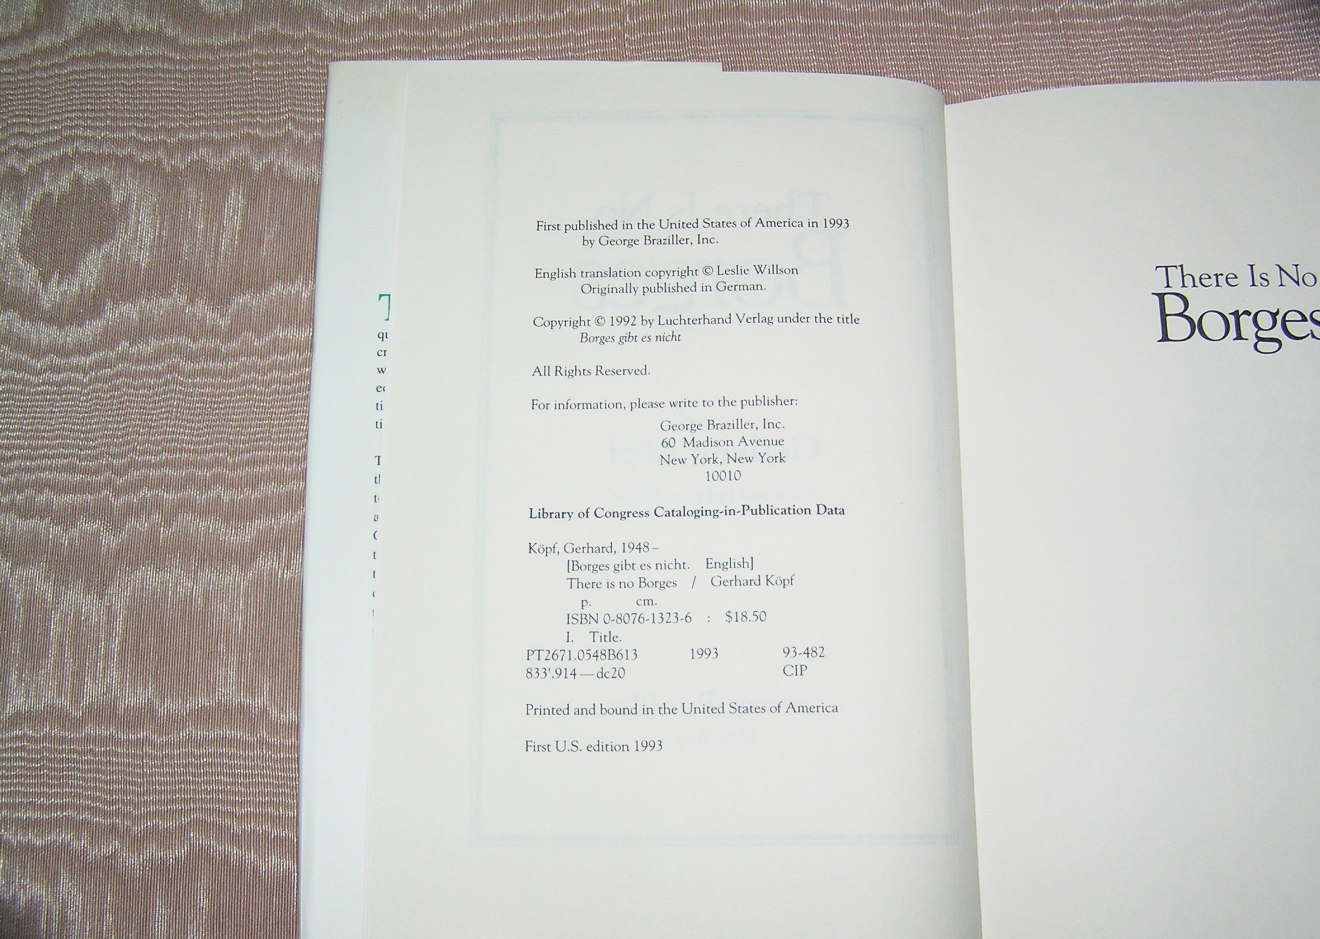 First published in the United States of America in 1993
by George Braziller, Inc.
English translation copyright © Leslie Willson
Originally published in German.
Copyright © 1992 by Luchterhand Verlag under the title
Borges gibt es nicht
All Rights Reserved.
For information, please write to the publisher:
George Braziller, Inc.
60 Madison Avenue
New York, New York
10010
Library of Congress Cataloging-in-Publication Data
Köpf, Gerhard, 1948–
[Borges gibt es nicht. English]
There is no Borges / Gerhard Köpf
p. cm.
ISBN 0-8076-1323-6 : $18.50
I. Title.
PT2671.0548B613 1993 93-482
833'.914—dc20 CIP
Printed and bound in the United States of America
First U.S. edition 1993
There Is No
Borges